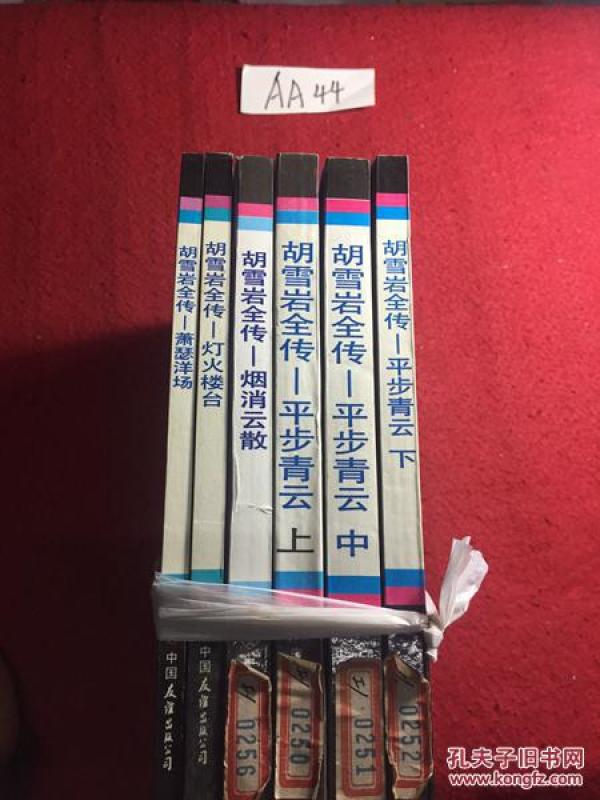 AA44
胡雪岩全传—萧瑟洋场
中国友谊出版公司
胡雪岩全传—灯火楼台
中国友谊出版公司
胡雪岩全传—烟消云散
0256
胡雪岩全传—平步青云 上
0250
胡雪岩全传—平步青云 中
0251
胡雪岩全传—平步青云 下
0252
孔夫子旧书网
www.kongfz.com